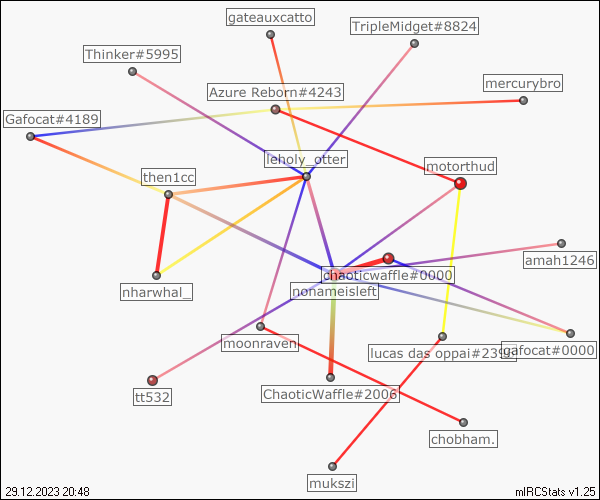 gateauxcatto
TripleMidget#8824
Thinker#5995
mercurybro
Azure Reborn#4243
Gafocat#4189
leholy_otter
motorthud
then1cc
amah1246
chaoticwaffle#0000
nharwhal_
nonameisleft
moonraven
lucas das oppai#239
gafocat#0000
ChaoticWaffle#2006
tt532
chobham.
mukszi
29.12.2023 20:48
mIRCStats v1.25